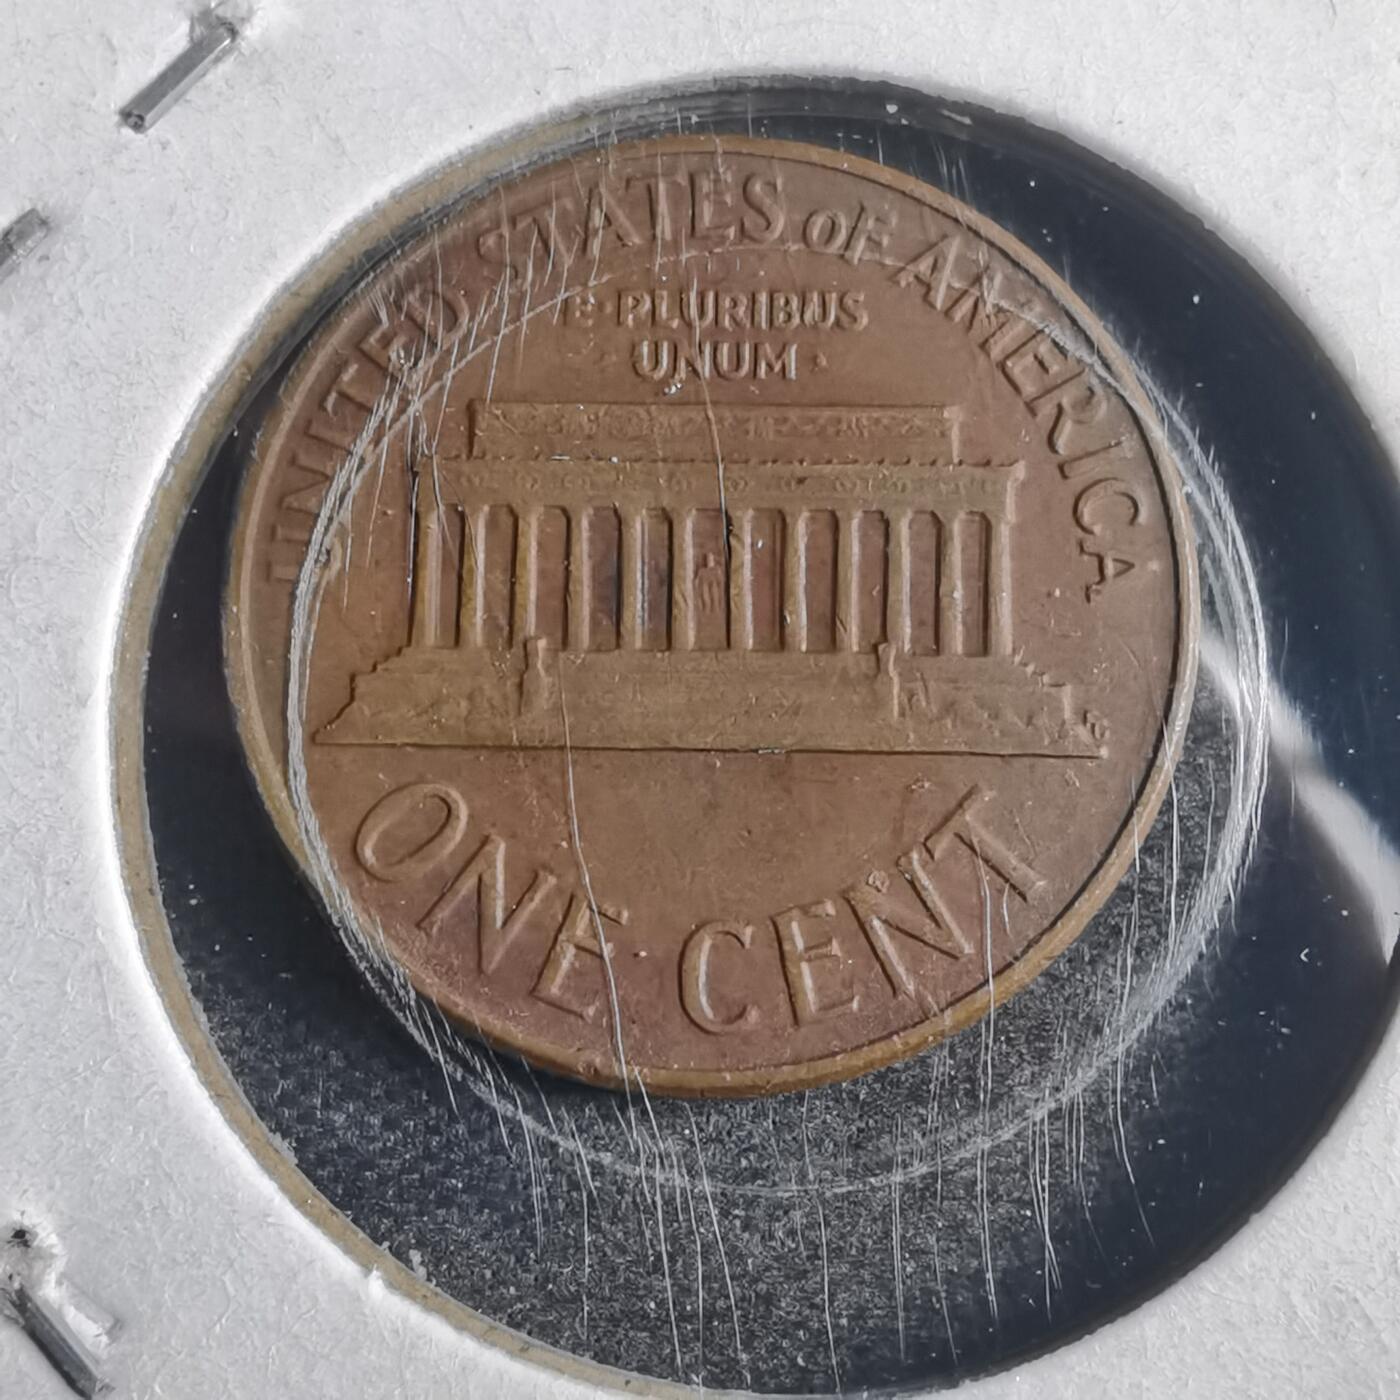 UNITED STATES oF AMERICA
E·PLURIBUS
UNUM
ONE CENT